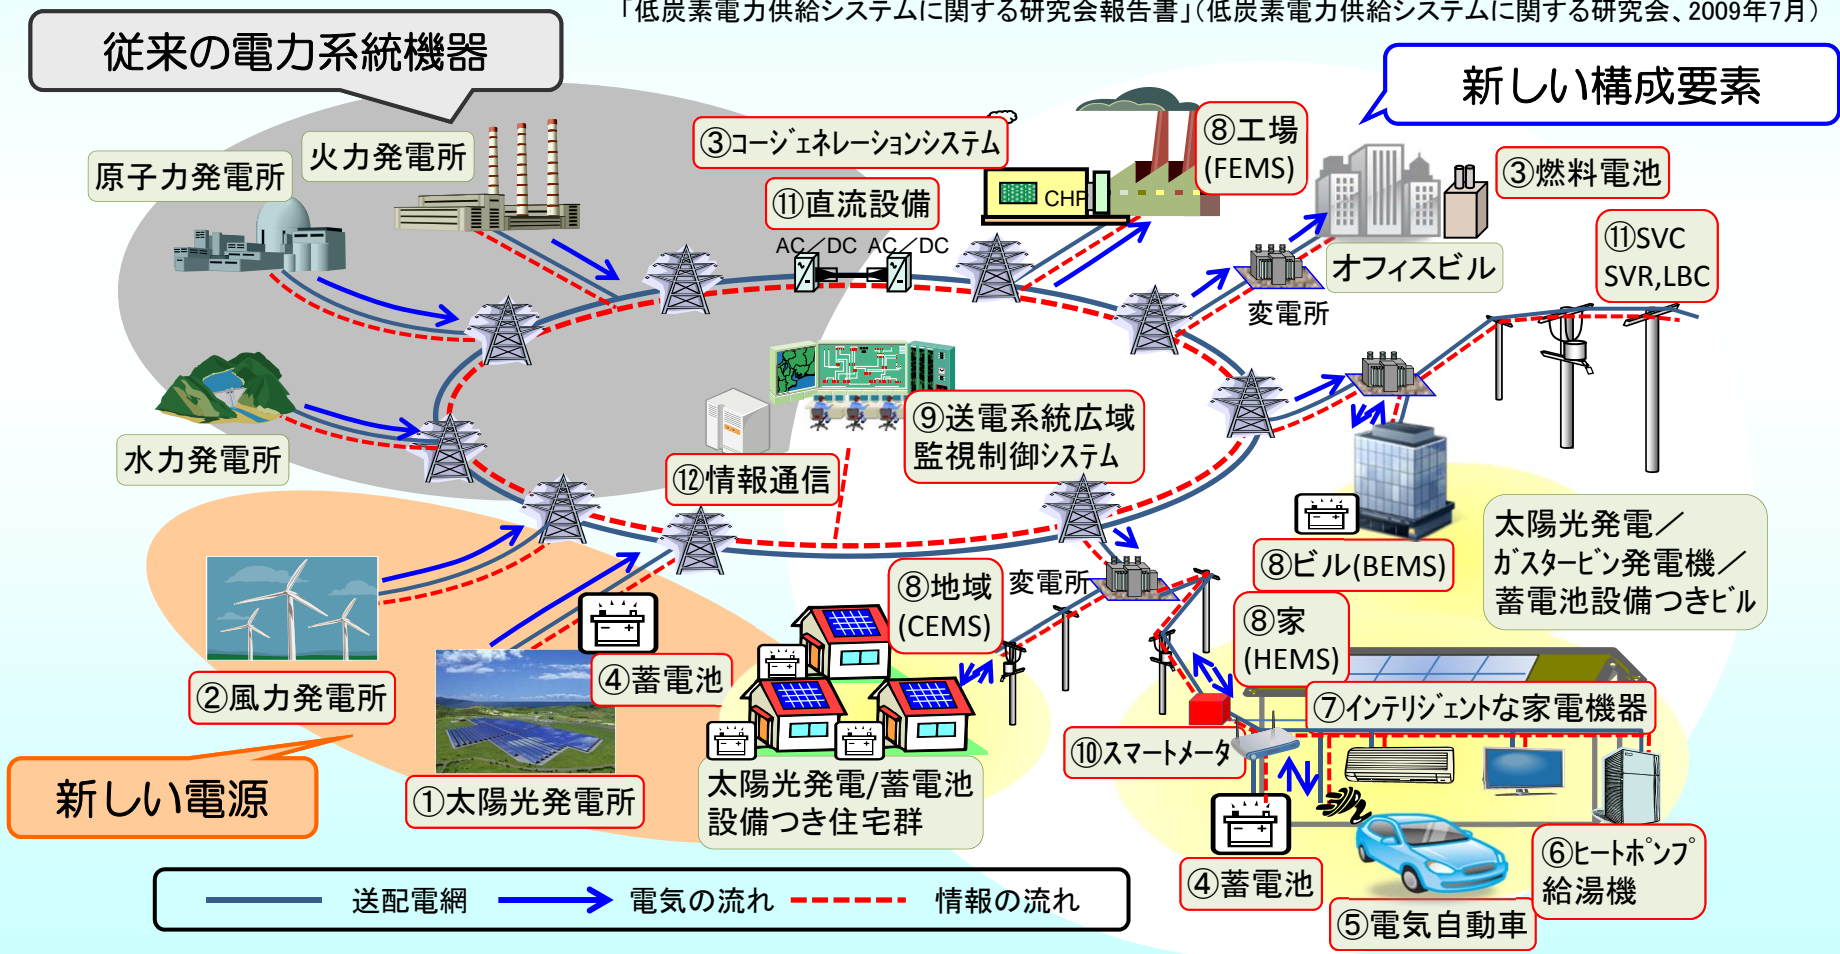 「低炭素電力供給システムに関する研究会報告書」(低炭素電力供給システムに関する研究会、2009年7月)
従来の電力系統機器
新しい構成要素
原子力発電所
火力発電所
③コージェネレーションシステム
⑧工場
(FEMS)
③燃料電池
CHP
⑪直流設備
AC/DC
AC/DC
オフィスビル
変電所
⑪SVC
SVR,LBC
水力発電所
⑨送電系統広域
監視制御システム
⑫情報通信
⑧ビル(BEMS)
太陽光発電/
ガスタービン発電機/
蓄電池設備つきビル
②風力発電所
④蓄電池
①太陽光発電所
新しい電源
⑧地域
(CEMS)
変電所
太陽光発電/蓄電池
設備つき住宅群
⑧家
(HEMS)
⑦インテリジェントな家電機器
⑩スマートメータ
④蓄電池
⑤電気自動車
⑥ヒートポンプ
給湯機
送配電網
電気の流れ
情報の流れ